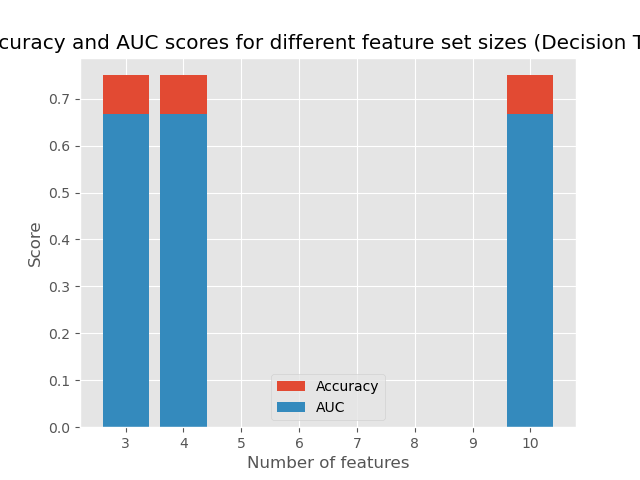 curacy and AUC scores for different feature set sizes (Decision T
Score
0.7
0.6
0.5
0.4
0.3
0.2
0.1
0.0
Accuracy
AUC
3 4 5 6 7 8 9 10
Number of features